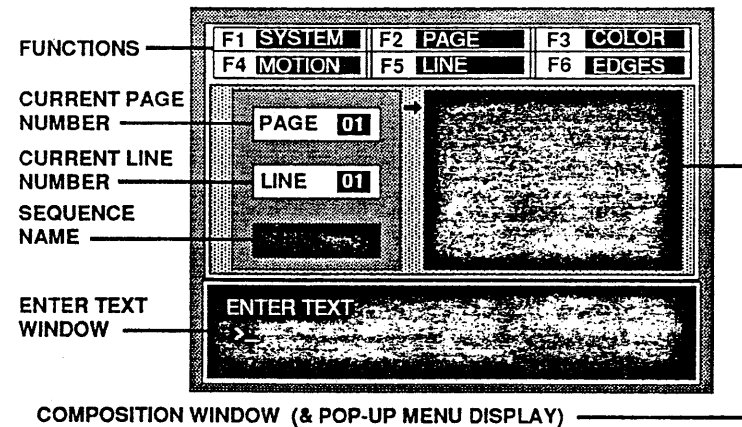 FUNCTIONS
F1 SYSTEM F2 PAGE F3 COLOR
F4 MOTION F5 LINE F6 EDGES
CURRENT PAGE
NUMBER
PAGE 01
CURRENT LINE
NUMBER
LINE 01
SEQUENCE
NAME
ENTER TEXT
WINDOW
ENTER TEXT
>_
COMPOSITION WINDOW (& POP-UP MENU DISPLAY)